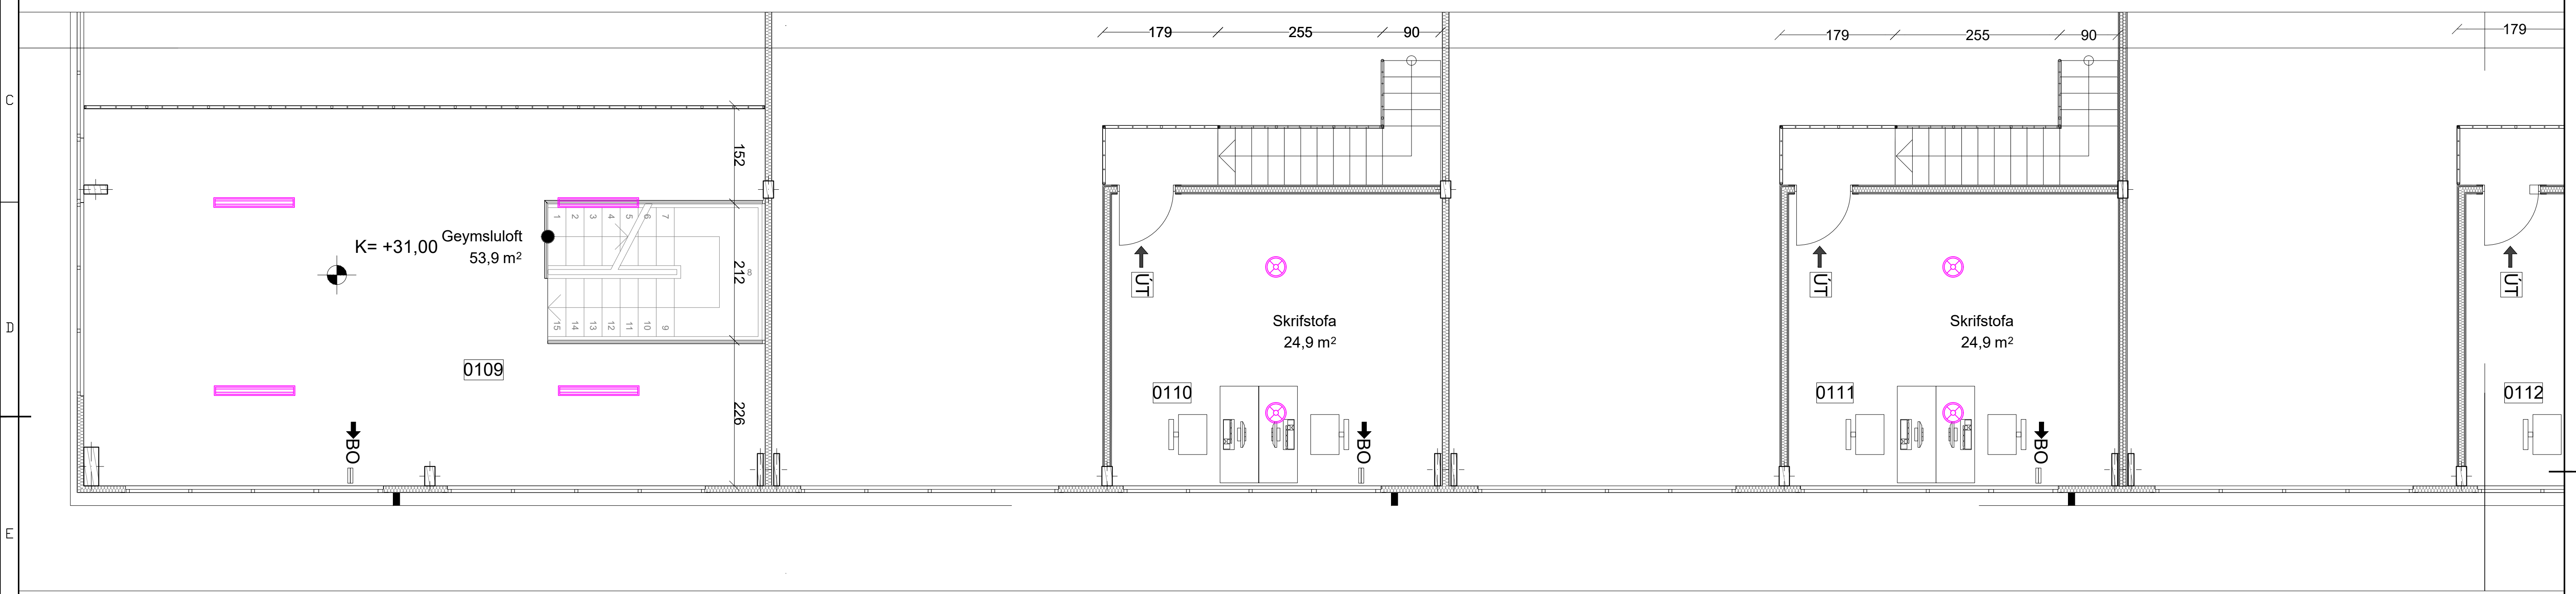 179 255 90
179 255 90
179
C
152
1 2 3 4 5 6 7
K= +31,00
Geymsluloft
53,9 m²
212
8
ÚT
ÚT
ÚT
D
15 14 13 12 11 10 9
Skrifstofa
24,9 m²
Skrifstofa
24,9 m²
0109
0110
0111
0112
226
BO
BO
BO
E